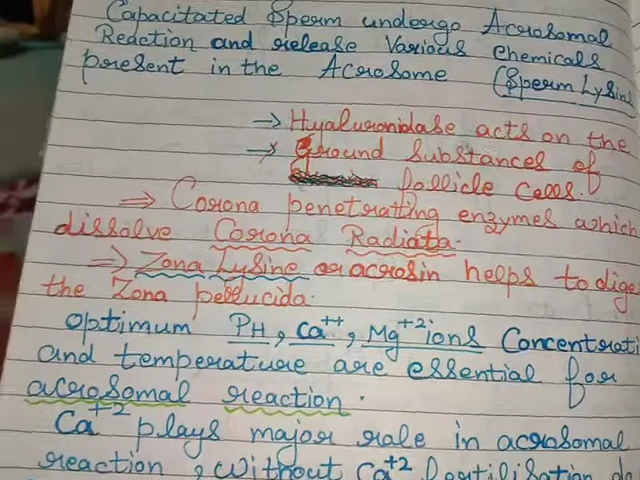 Capacitated Sperm undergo Acrosomal
Reaction and release Various chemicals
present in the Acrosome (Sperm Lysins
→ Hyaluronidase acts on the
→ Ground Substances of
follicle cells.
⇒ Corona penetrating enzymes which
dissolve Corona Radiata.
⇒ Zona Lysine or acrosin helps to dige
the Zona pellucida.
Optimum PH, Ca⁺⁺, Mg⁺² ions Concentrati
and temperature are essential for
acrosomal reaction.
Ca⁺² plays major role in acrosomal
reaction, without Ca⁺² fertilisation